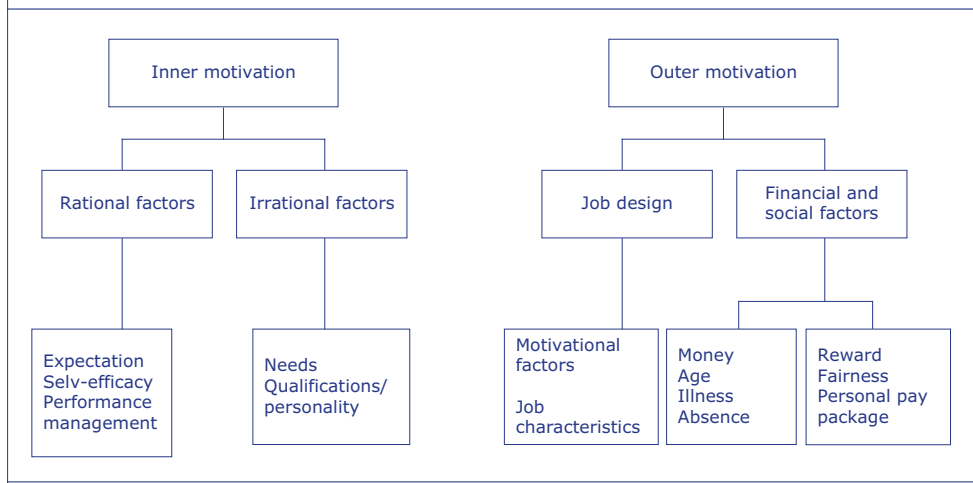 Inner motivation
Outer motivation
Rational factors
Irrational factors
Job design
Financial and
social factors
Expectation
Selv-efficacy
Performance
management
Needs
Qualifications/
personality
Motivational
factors
Job
characteristics
Money
Age
Illness
Absence
Reward
Fairness
Personal pay
package